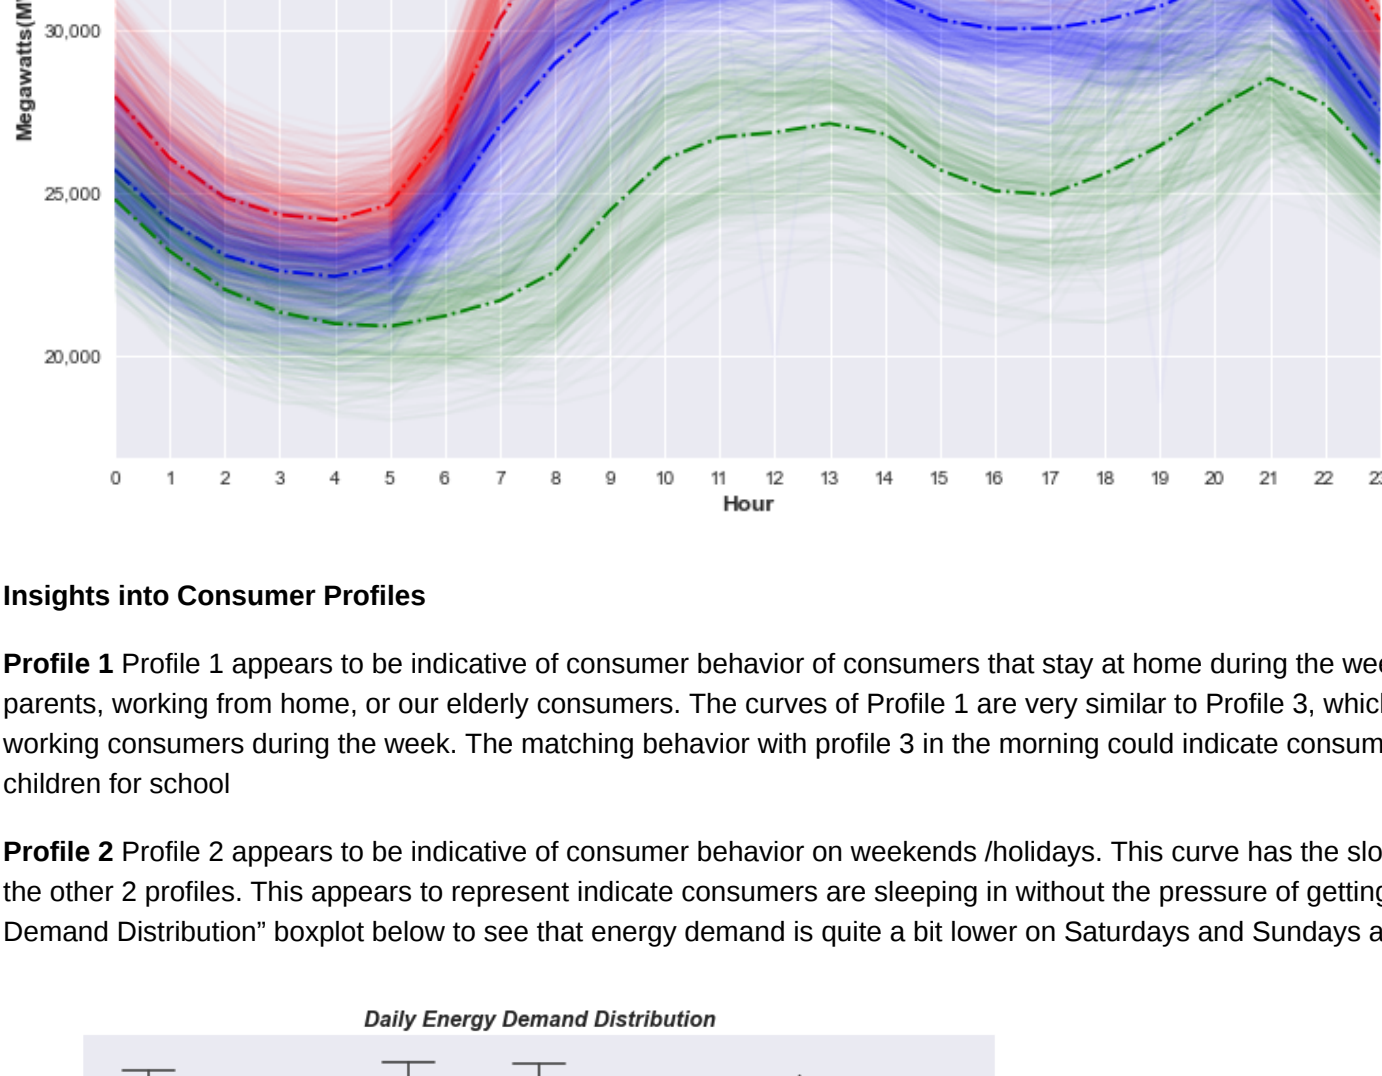 Megawatts(M
30,000
25,000
20,000
0 1 2 3 4 5 6 7 8 9 10 11 12 13 14 15 16 17 18 19 20 21 22
Hour
Insights into Consumer Profiles
Profile 1 Profile 1 appears to be indicative of consumer behavior of consumers that stay at home during the
parents, working from home, or our elderly consumers. The curves of Profile 1 are very similar to Profile 3,
working consumers during the week. The matching behavior with profile 3 in the morning could indicate
children for school
Profile 2 Profile 2 appears to be indicative of consumer behavior on weekends /holidays. This curve has the
the other 2 profiles. This appears to represent indicate consumers are sleeping in without the pressure of getting
Demand Distribution” boxplot below to see that energy demand is quite a bit lower on Saturdays and Sundays
Daily Energy Demand Distribution